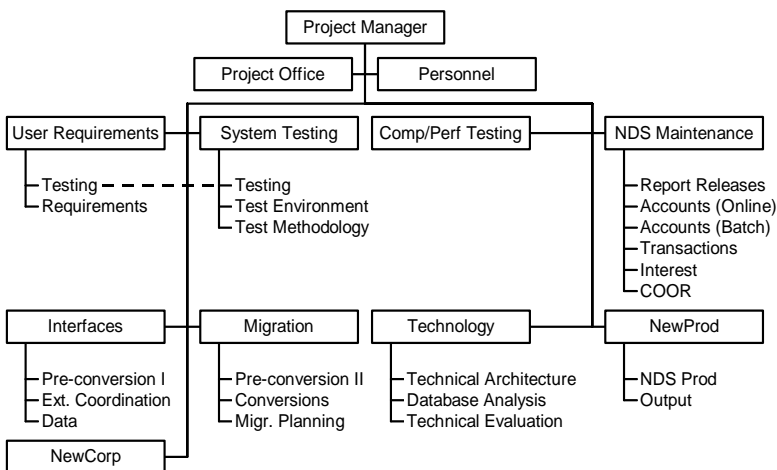 Project Manager
Project Office
Personnel
User Requirements
System Testing
Comp/Perf Testing
NDS Maintenance
Testing
Requirements
Testing
Test Environment
Test Methodology
Report Releases
Accounts (Online)
Accounts (Batch)
Transactions
Interest
COOR
Interfaces
Migration
Technology
NewProd
Pre-conversion I
Ext. Coordination
Data
Pre-conversion II
Conversions
Migr. Planning
Technical Architecture
Database Analysis
Technical Evaluation
NDS Prod
Output
NewCorp